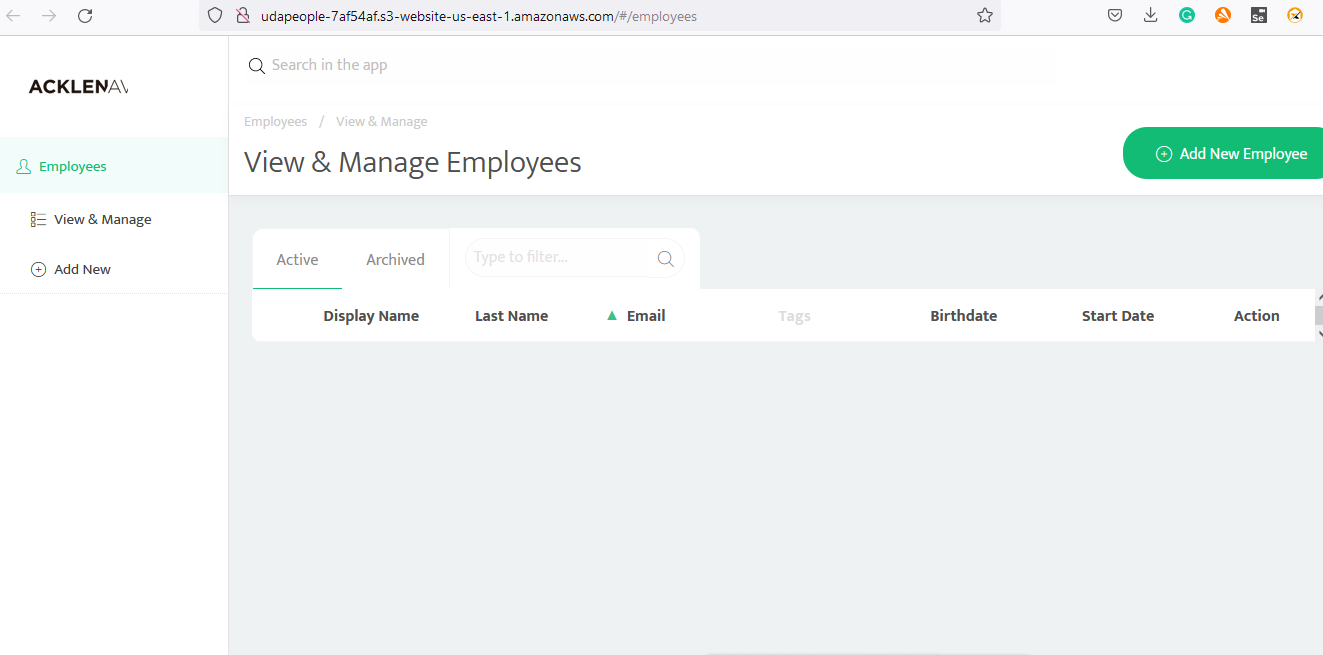 udapeople-7af54af.s3-website-us-east-1.amazonaws.com/#/employees
Se
ACKLENAV
Search in the app
Employees / View & Manage
View & Manage Employees
Add New Employee
Employees
View & Manage
Add New
Active Archived Type to filter...
Display Name Last Name Email Tags Birthdate Start Date Action